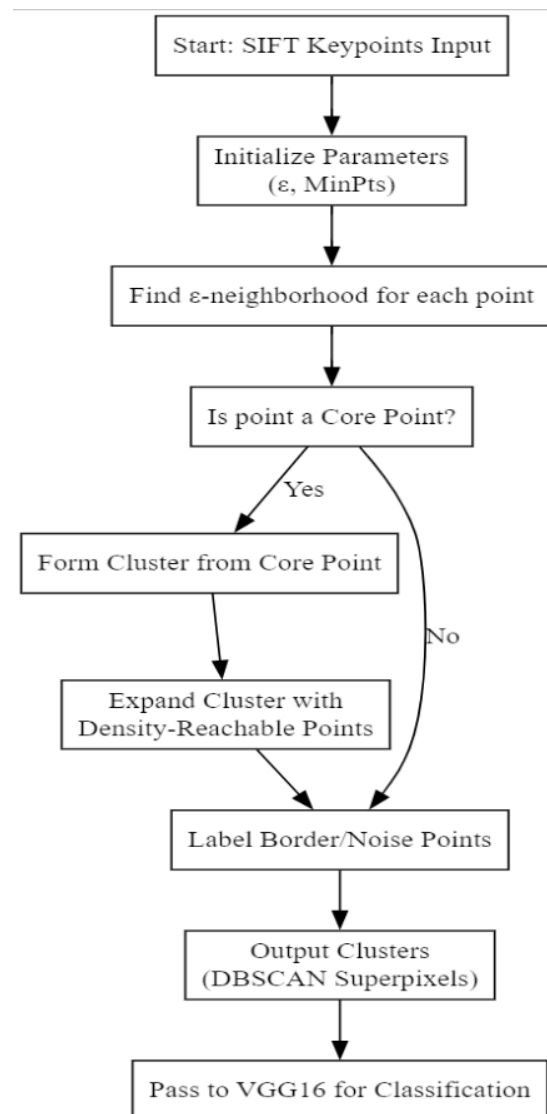 Start: SIFT Keypoints Input
Initialize Parameters
(ε, MinPts)
Find ε-neighborhood for each point
Is point a Core Point?
Yes
Form Cluster from Core Point
No
Expand Cluster with
Density-Reachable Points
Label Border/Noise Points
Output Clusters
(DBSCAN Superpixels)
Pass to VGG16 for Classification